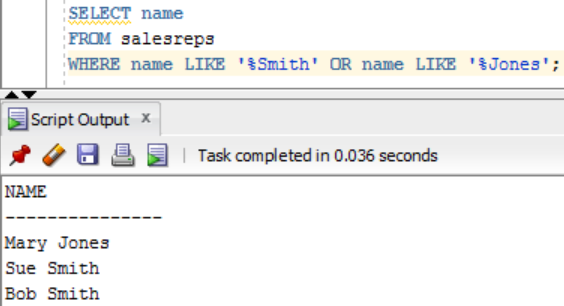 SELECT name
FROM salesreps
WHERE name LIKE '%Smith' OR name LIKE '%Jones';
Script Output x
Task completed in 0.036 seconds
NAME
---------------
Mary Jones
Sue Smith
Bob Smith